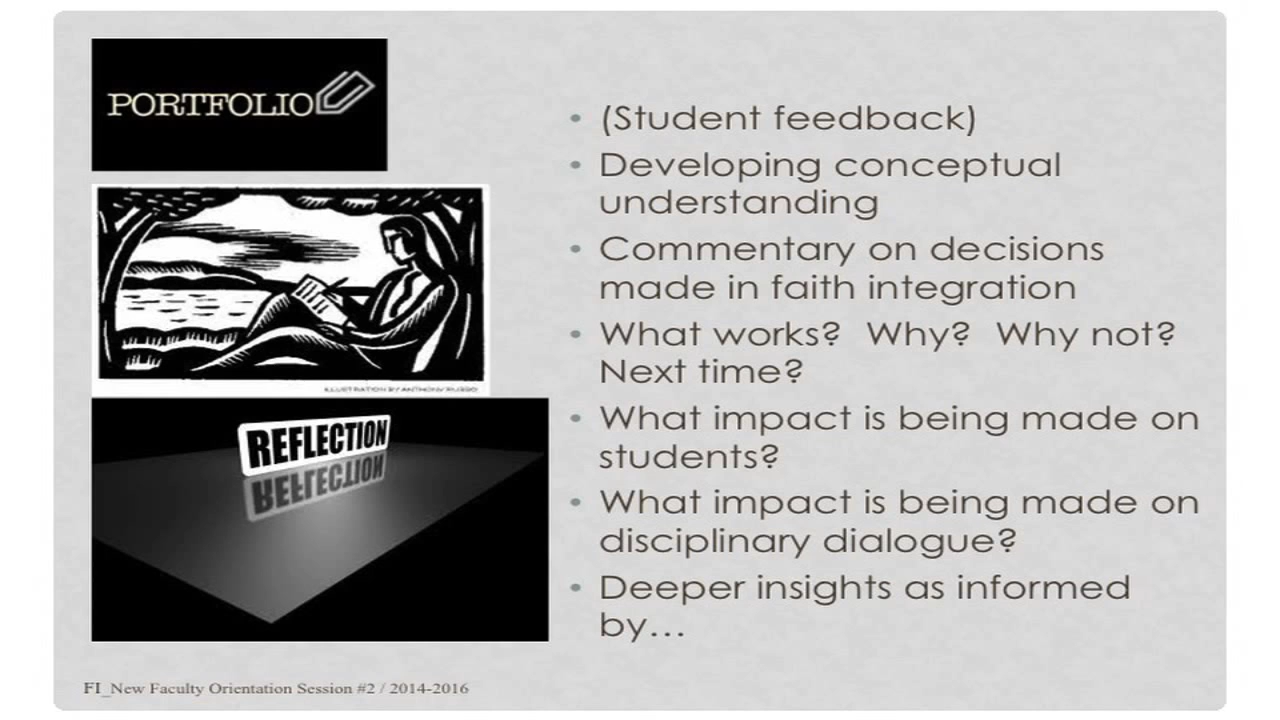 PORTFOLIO
ILLUSTRATION BY ANTHONY RUSSO
REFLECTION
REFLECTION
• (Student feedback)
• Developing conceptual
understanding
• Commentary on decisions
made in faith integration
• What works?  Why?  Why not?
Next time?
• What impact is being made on
students?
• What impact is being made on
disciplinary dialogue?
• Deeper insights as informed
by…
FI_New Faculty Orientation Session #2 / 2014-2016